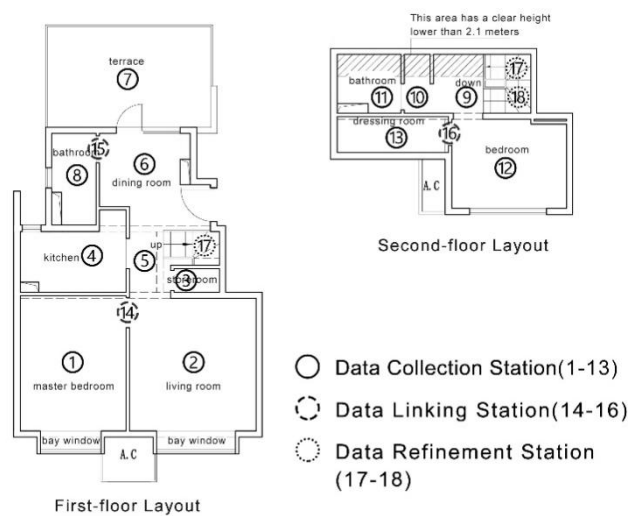 terrace
7
bathroom
15
8
6
dining room
kitchen
4
up
17
5
3
storeroom
14
1
2
master bedroom
living room
bay window
bay window
A.C
First-floor Layout
This area has a clear height
lower than 2.1 meters
bathroom
down
17
11
10
9
18
dressing room
13
16
bedroom
12
A.C
Second-floor Layout
Data Collection Station(1-13)
Data Linking Station(14-16)
Data Refinement Station
(17-18)